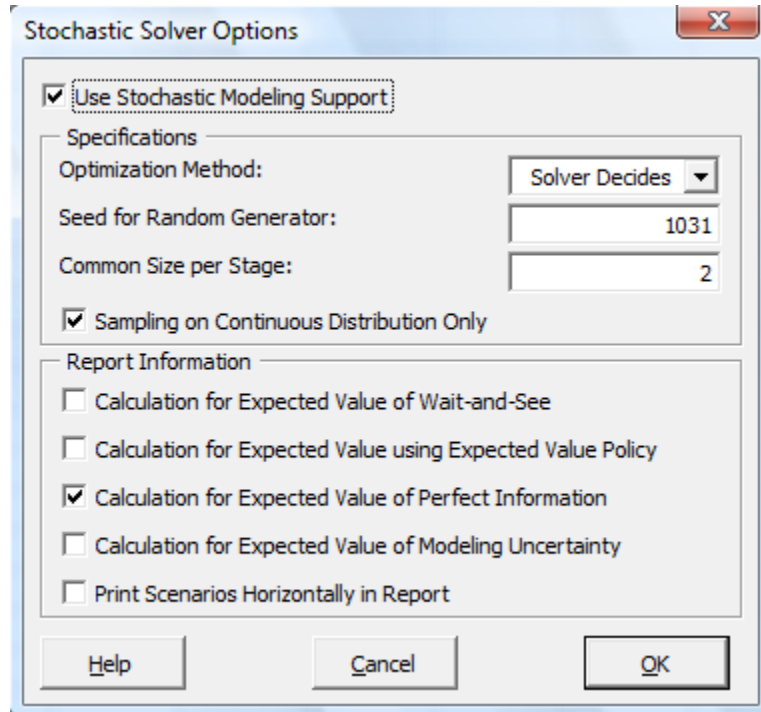 Stochastic Solver Options
Use Stochastic Modeling Support
Specifications
Optimization Method: Solver Decides
Seed for Random Generator: 1031
Common Size per Stage: 2
Sampling on Continuous Distribution Only
Report Information
Calculation for Expected Value of Wait-and-See
Calculation for Expected Value using Expected Value Policy
Calculation for Expected Value of Perfect Information
Calculation for Expected Value of Modeling Uncertainty
Print Scenarios Horizontally in Report
Help Cancel OK